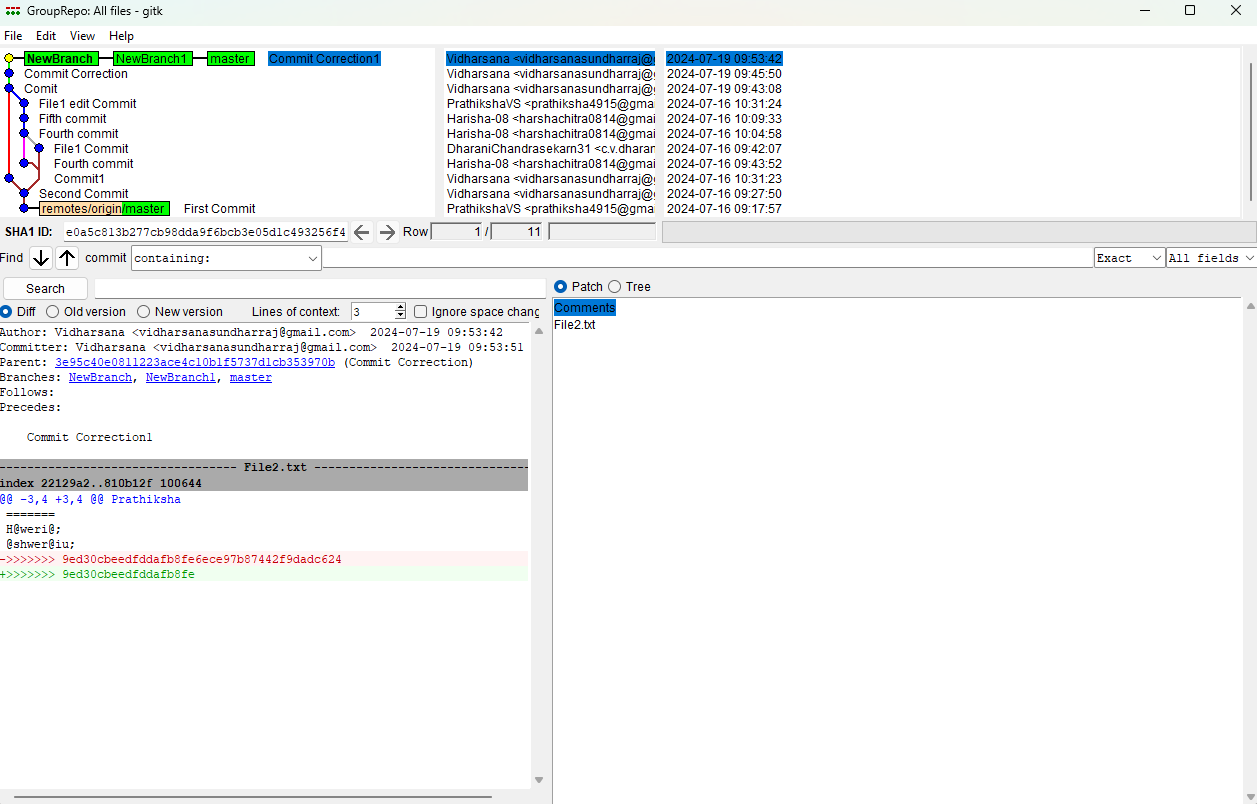 GroupRepo: All files - gitk
File Edit View Help
NewBranch NewBranch1 master Commit Correction1 Vidharsana <vidharsanasundharraj@g 2024-07-19 09:53:42
Commit Correction Vidharsana <vidharsanasundharraj@g 2024-07-19 09:45:50
Comit Vidharsana <vidharsanasundharraj@g 2024-07-19 09:43:08
File1 edit Commit PrathikshaVS <prathiksha4915@gmai 2024-07-16 10:31:24
Fifth commit Harisha-08 <harshachitra0814@gmai 2024-07-16 10:09:33
Fourth commit Harisha-08 <harshachitra0814@gmai 2024-07-16 10:04:58
File1 Commit DharaniChandrasekarn31 <c.v.dharan 2024-07-16 09:42:07
Fourth commit Harisha-08 <harshachitra0814@gmai 2024-07-16 09:43:52
Commit1 Vidharsana <vidharsanasundharraj@g 2024-07-16 10:31:23
Second Commit Vidharsana <vidharsanasundharraj@g 2024-07-16 09:27:50
remotes/origin/master First Commit PrathikshaVS <prathiksha4915@gmai 2024-07-16 09:17:57
SHA1 ID: e0a5c813b277cb98dda9f6bcb3e05d1c493256f4 Row 1 / 11
Find commit containing: Exact All fields
Search
Patch Tree
Diff Old version New version Lines of context: 3 Ignore space chang
Comments
File2.txt
Author: Vidharsana <vidharsanasundharraj@gmail.com> 2024-07-19 09:53:42
Committer: Vidharsana <vidharsanasundharraj@gmail.com> 2024-07-19 09:53:51
Parent: 3e95c40e0811223ace4c10b1f5737d1cb353970b (Commit Correction)
Branches: NewBranch, NewBranch1, master
Follows:
Precedes:
Commit Correction1
---------------------------------- File2.txt -------------------------------
index 22129a2..810b12f 100644
@@ -3,4 +3,4 @@ Prathiksha
=======
H@weri@;
@shwer@iu;
->>>>>>> 9ed30cbeedfddafb8fe6ece97b87442f9dadc624
+>>>>>>> 9ed30cbeedfddafb8fe